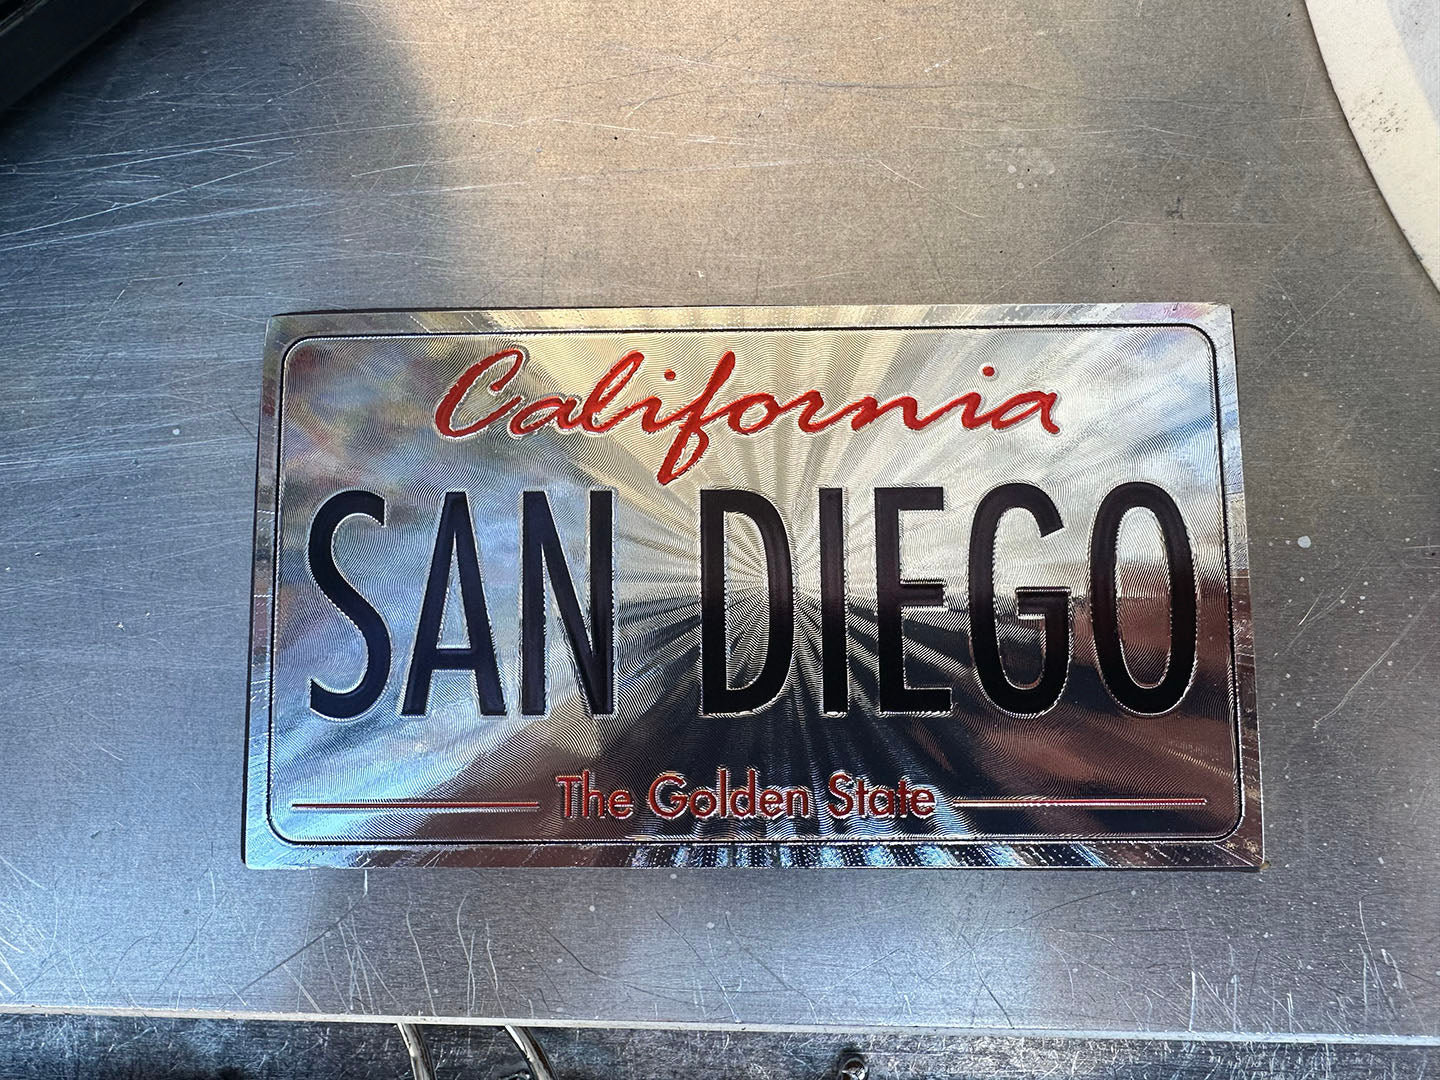 California
SAN DIEGO
The Golden State